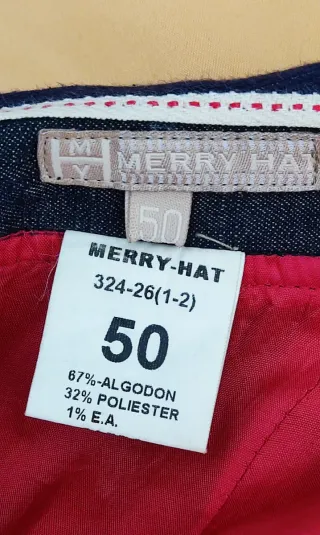 M
H
Y
MERRY HAT
50
MERRY-HAT
324-26(1-2)
50
67%-ALGODON
32% POLIESTER
1% E.A.